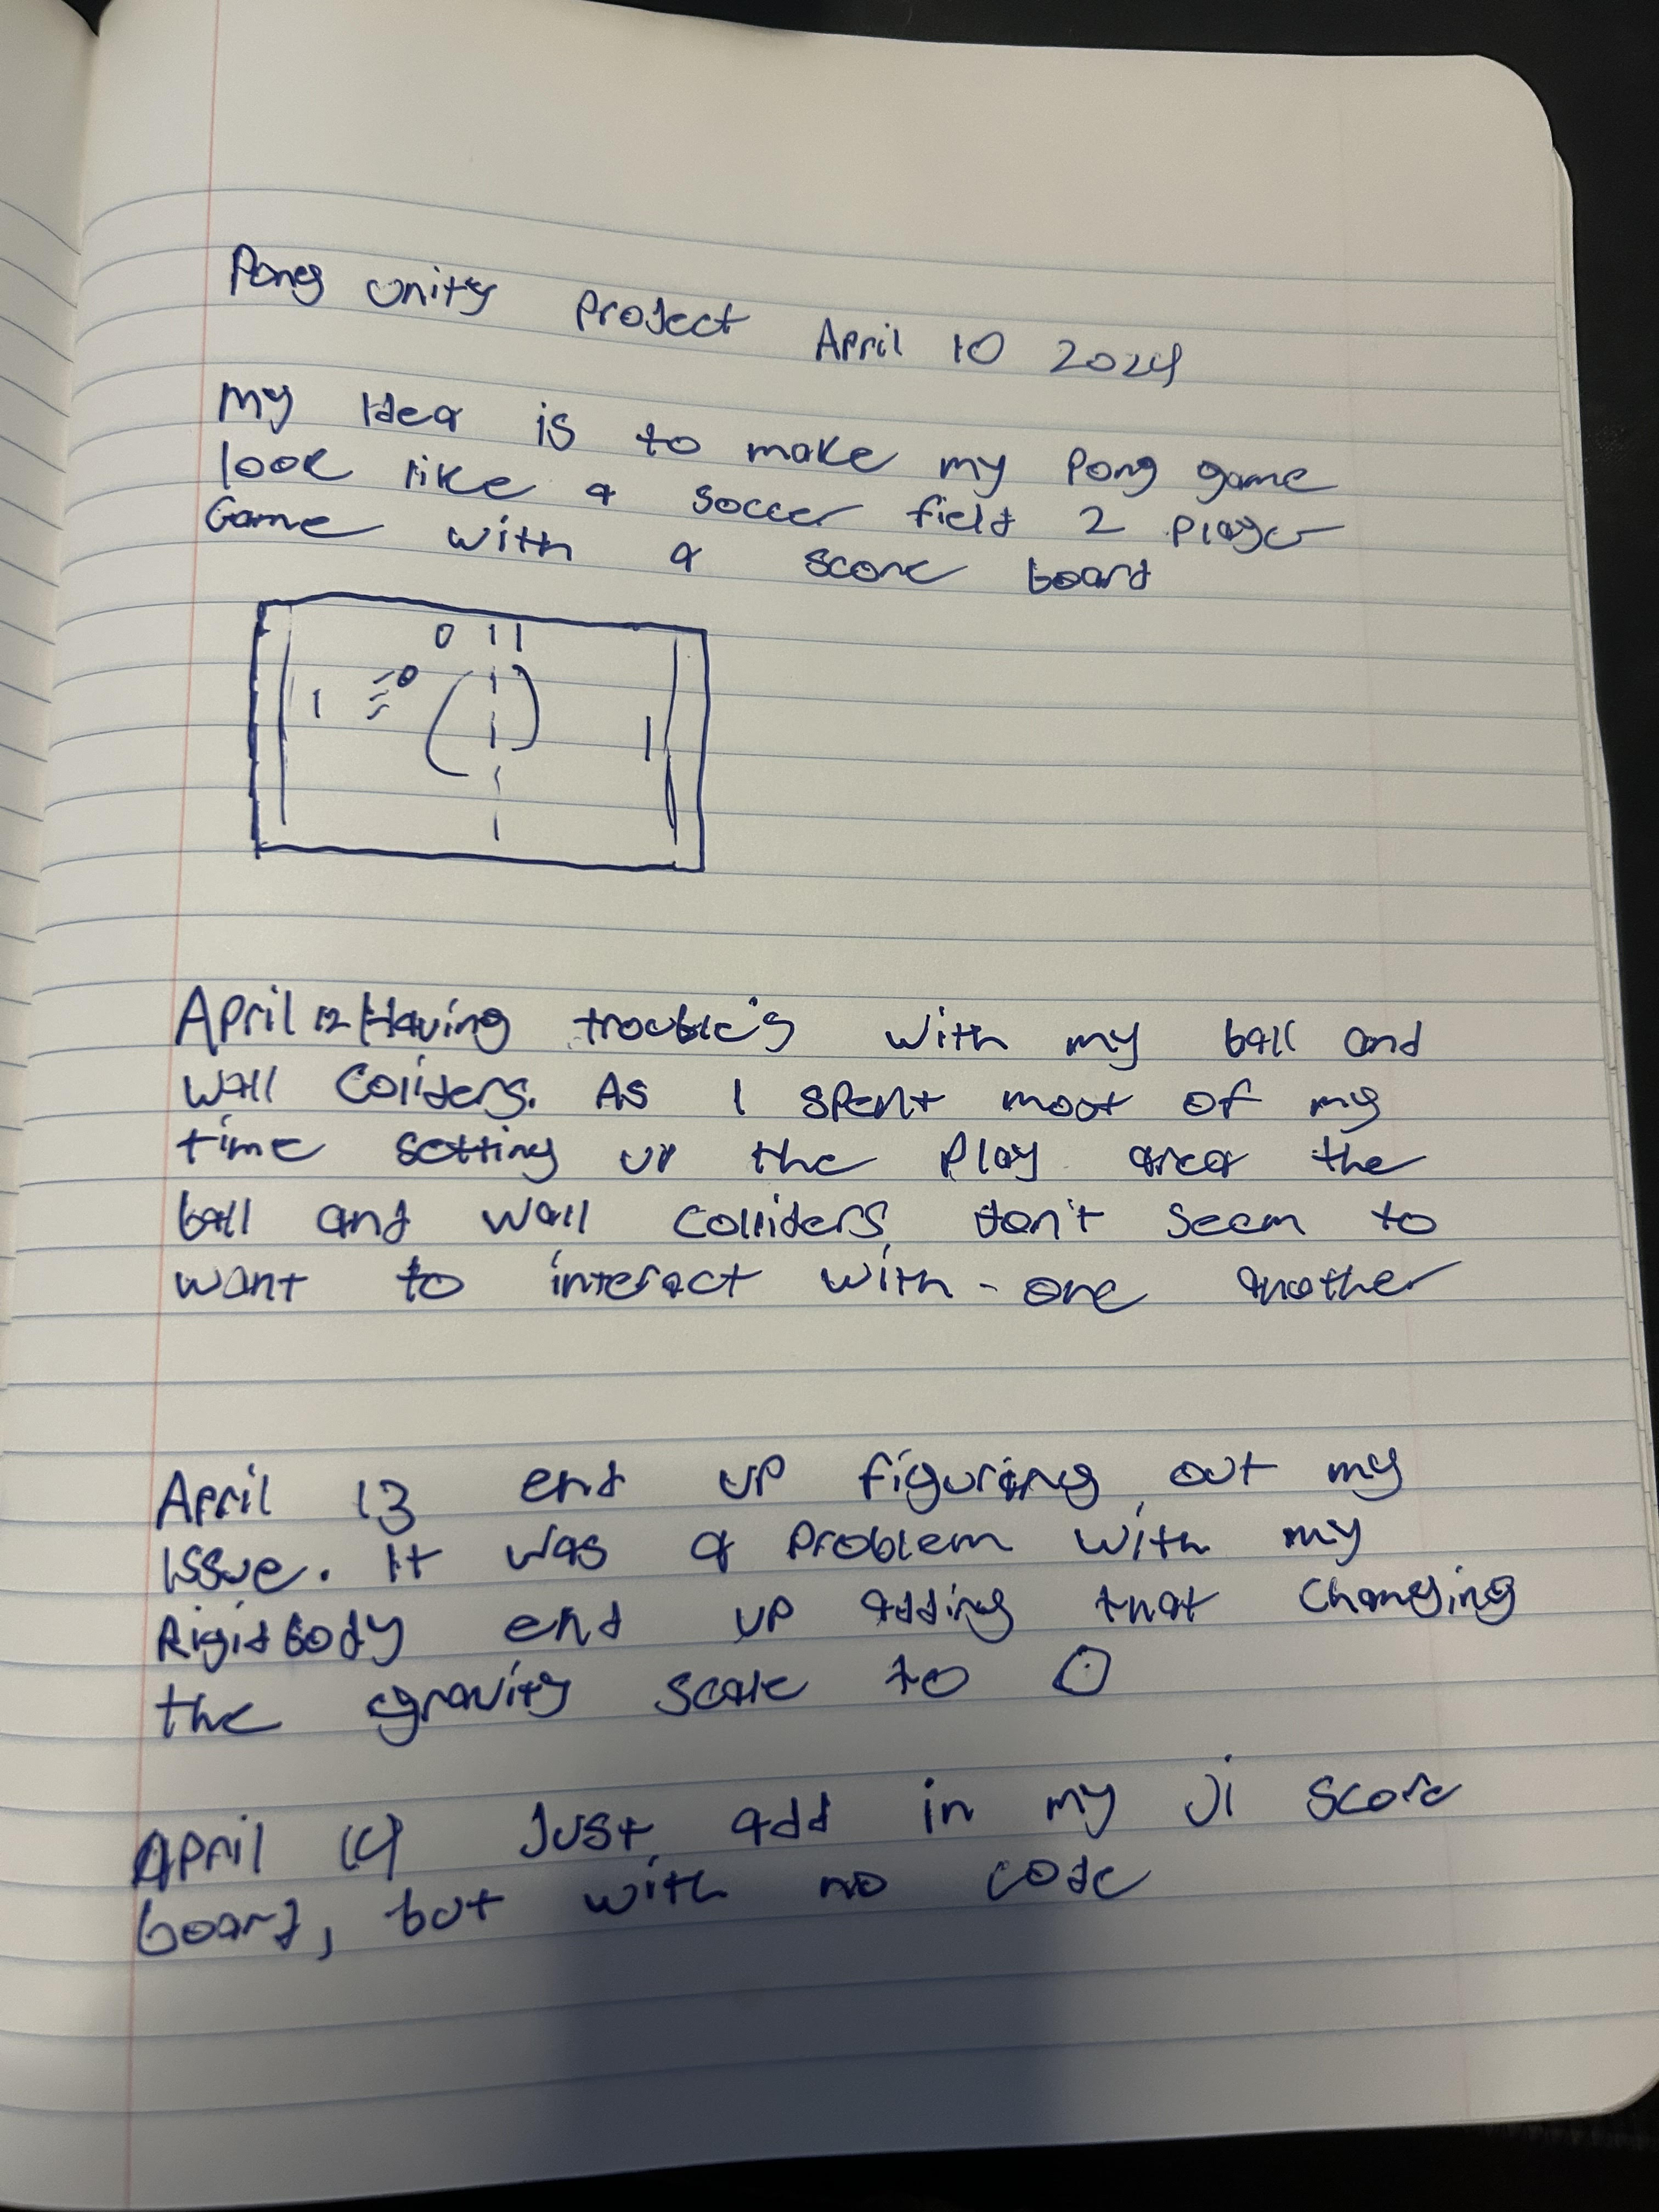 Pong Unity Project April 10 2024
My Idea is to make my Pong game
look like a soccer field 2 player
Game with a score board
0 | 1
April 12 Having trouble's with my ball and
wall Coliders. As I spent most of my
time setting up the Play area the
ball and wall Colliders don't seem to
want to interact with - one another
April 13 end up figuring out my
Issue. It was a Problem with my
Rigidbody end up adding that Changing
the gravity scale to 0
April 14 Just add in my Ui score
board, but with no code